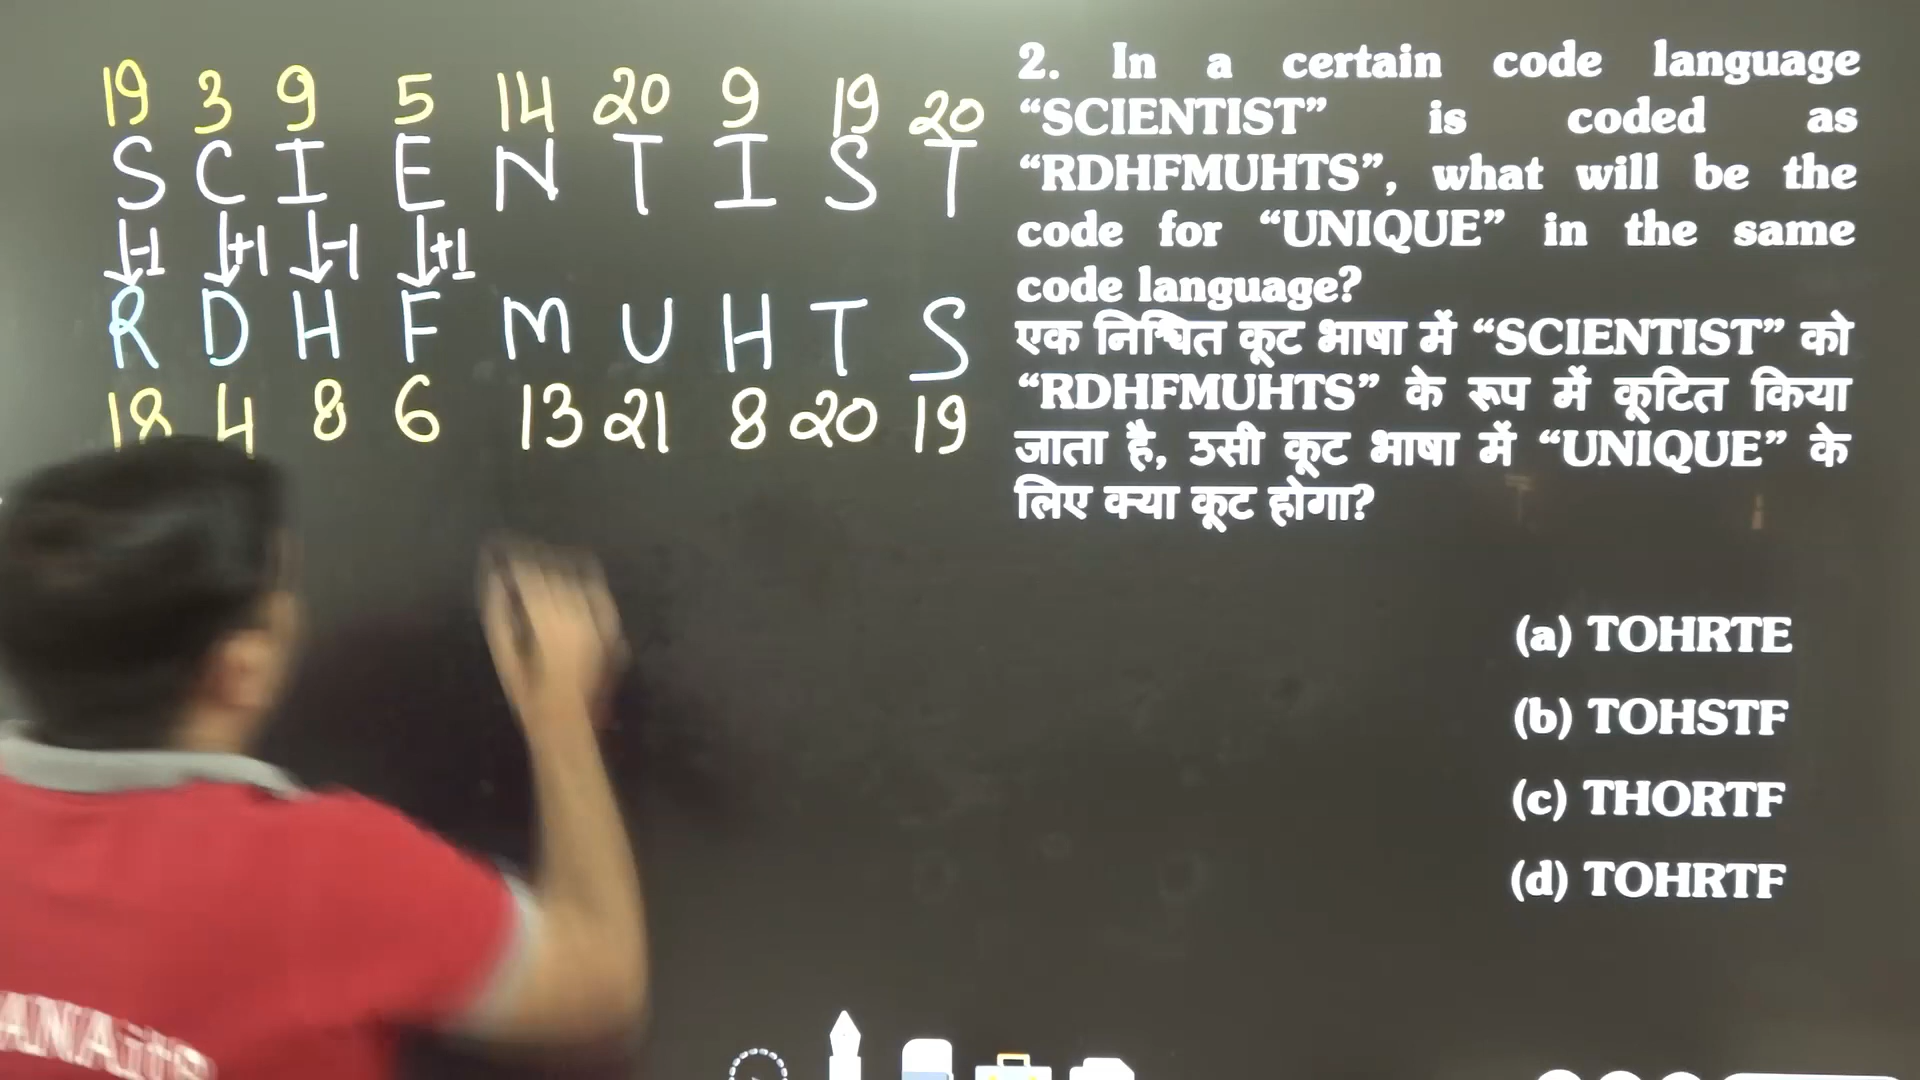 19 3 9 5 14 20 9 19 20
S C I E N T I S T
-1 +1 -1 +1
R D H F M U H T S
18 4 8 6 13 21 8 20 19
2. In a certain code language
“SCIENTIST” is coded as
“RDHFMUHTS”, what will be the
code for “UNIQUE” in the same
code language?
एक निश्चित कूट भाषा में “SCIENTIST” को
“RDHFMUHTS” के रूप में कूटित किया
जाता है, उसी कूट भाषा में “UNIQUE” के
लिए क्या कूट होगा?
(a) TOHRTE
(b) TOHSTF
(c) THORTF
(d) TOHRTF